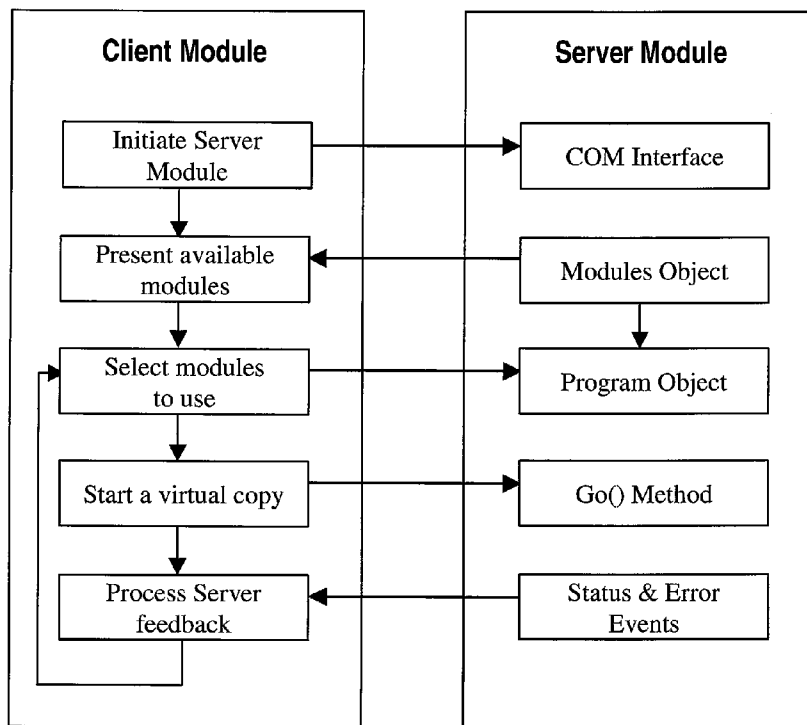 Client Module
Server Module
Initiate Server
Module
COM Interface
Present available
modules
Modules Object
Select modules
to use
Program Object
Start a virtual copy
Go() Method
Process Server
feedback
Status & Error
Events